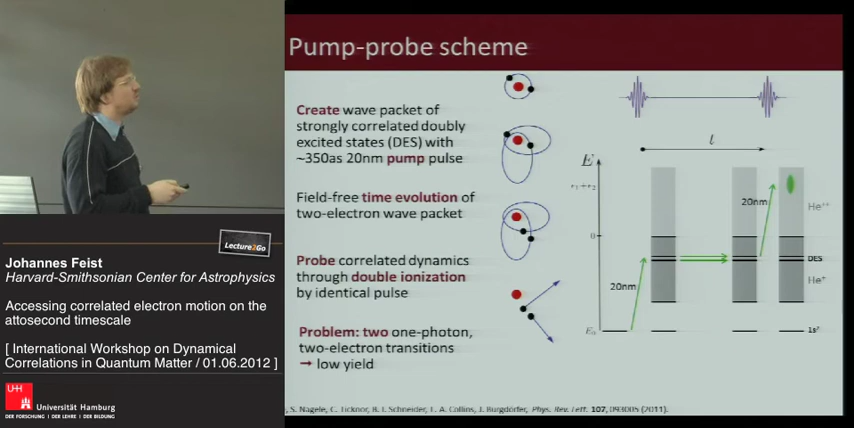 Pump-probe scheme
Create wave packet of
strongly correlated doubly
excited states (DES) with
~350as 20nm pump pulse
Field-free time evolution of
two-electron wave packet
Probe correlated dynamics
through double ionization
by identical pulse
Problem: two one-photon,
two-electron transitions
→ low yield
E
0
E₀
20nm
t
20nm
He⁺⁺
DES
He⁺
1s²
, S. Nagele, C. Ticknor, B. I. Schneider, L. A. Collins, J. Burgdörfer, Phys. Rev. Lett. 107, 093005 (2011).
Lecture2Go
Johannes Feist
Harvard-Smithsonian Center for Astrophysics
Accessing correlated electron motion on the
attosecond timescale
[ International Workshop on Dynamical
Correlations in Quantum Matter / 01.06.2012 ]
UH
Universität Hamburg
DER FORSCHUNG | DER LEHRE | DER BILDUNG